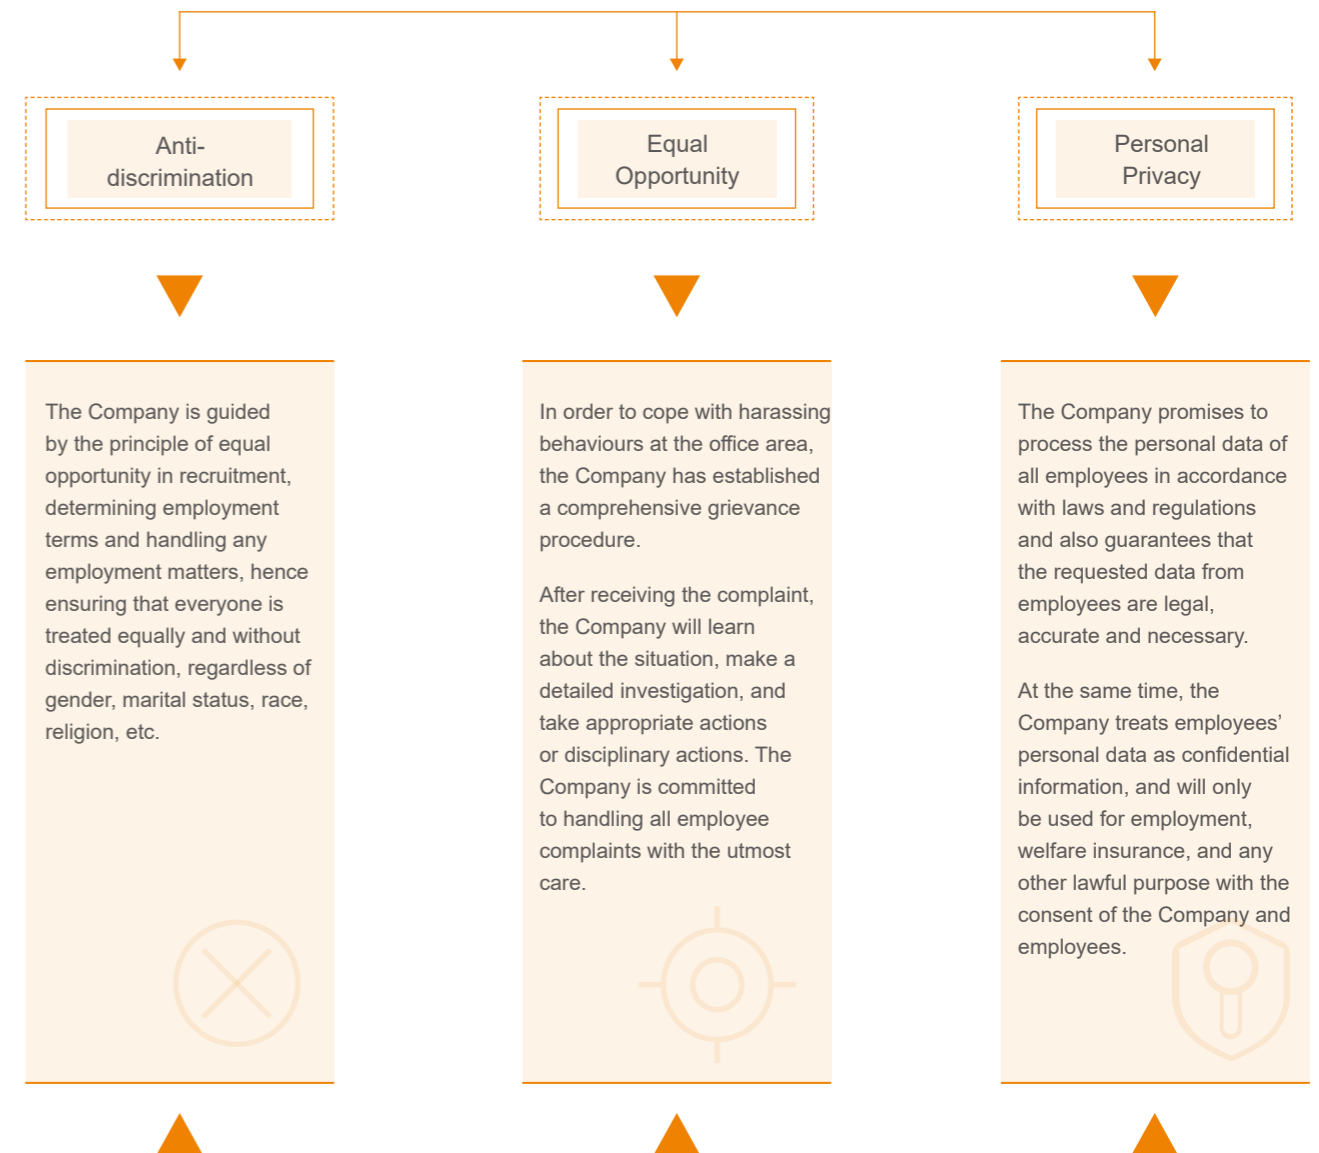 Anti-
discrimination
Equal
Opportunity
Personal
Privacy
The Company is guided
by the principle of equal
opportunity in recruitment,
determining employment
terms and handling any
employment matters, hence
ensuring that everyone is
treated equally and without
discrimination, regardless of
gender, marital status, race,
religion, etc.
In order to cope with harassing
behaviours at the office area,
the Company has established
a comprehensive grievance
procedure.
After receiving the complaint,
the Company will learn
about the situation, make a
detailed investigation, and
take appropriate actions
or disciplinary actions. The
Company is committed
to handling all employee
complaints with the utmost
care.
The Company promises to
process the personal data of
all employees in accordance
with laws and regulations
and also guarantees that
the requested data from
employees are legal,
accurate and necessary.
At the same time, the
Company treats employees’
personal data as confidential
information, and will only
be used for employment,
welfare insurance, and any
other lawful purpose with the
consent of the Company and
employees.